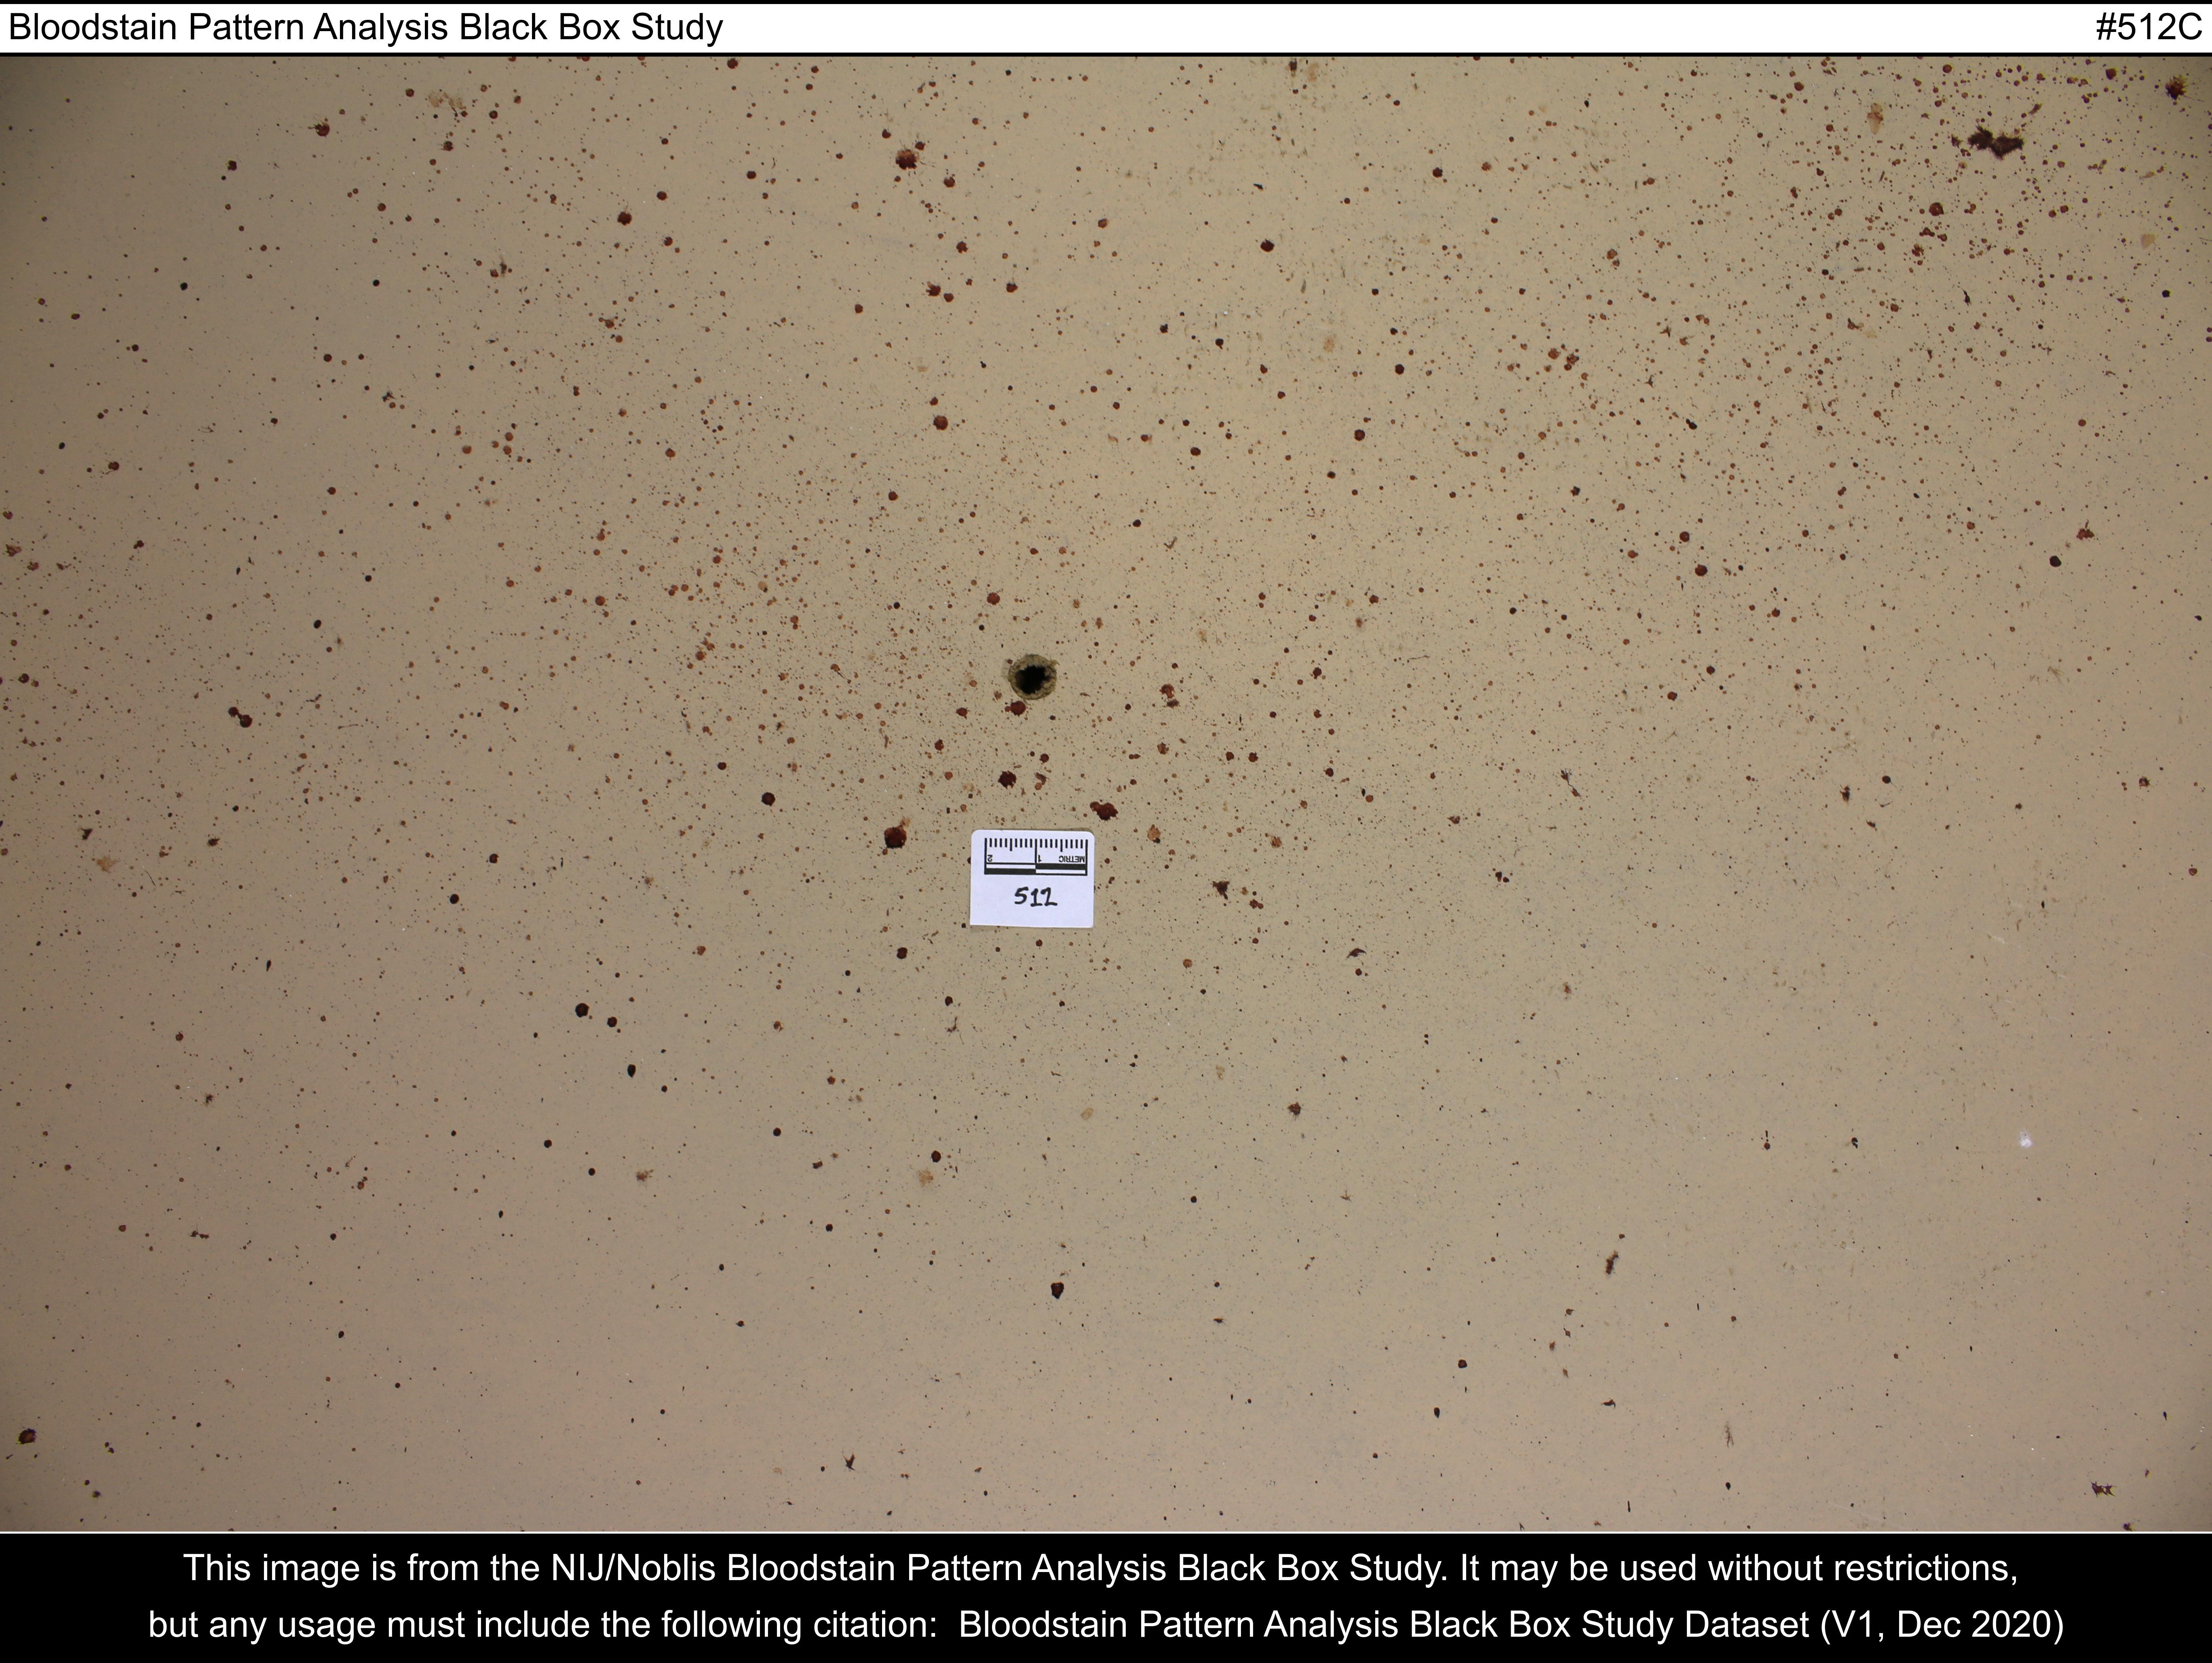 Bloodstain Pattern Analysis Black Box Study #512C
2 1 METRIC
512
This image is from the NIJ/Noblis Bloodstain Pattern Analysis Black Box Study. It may be used without restrictions,
but any usage must include the following citation:  Bloodstain Pattern Analysis Black Box Study Dataset (V1, Dec 2020)